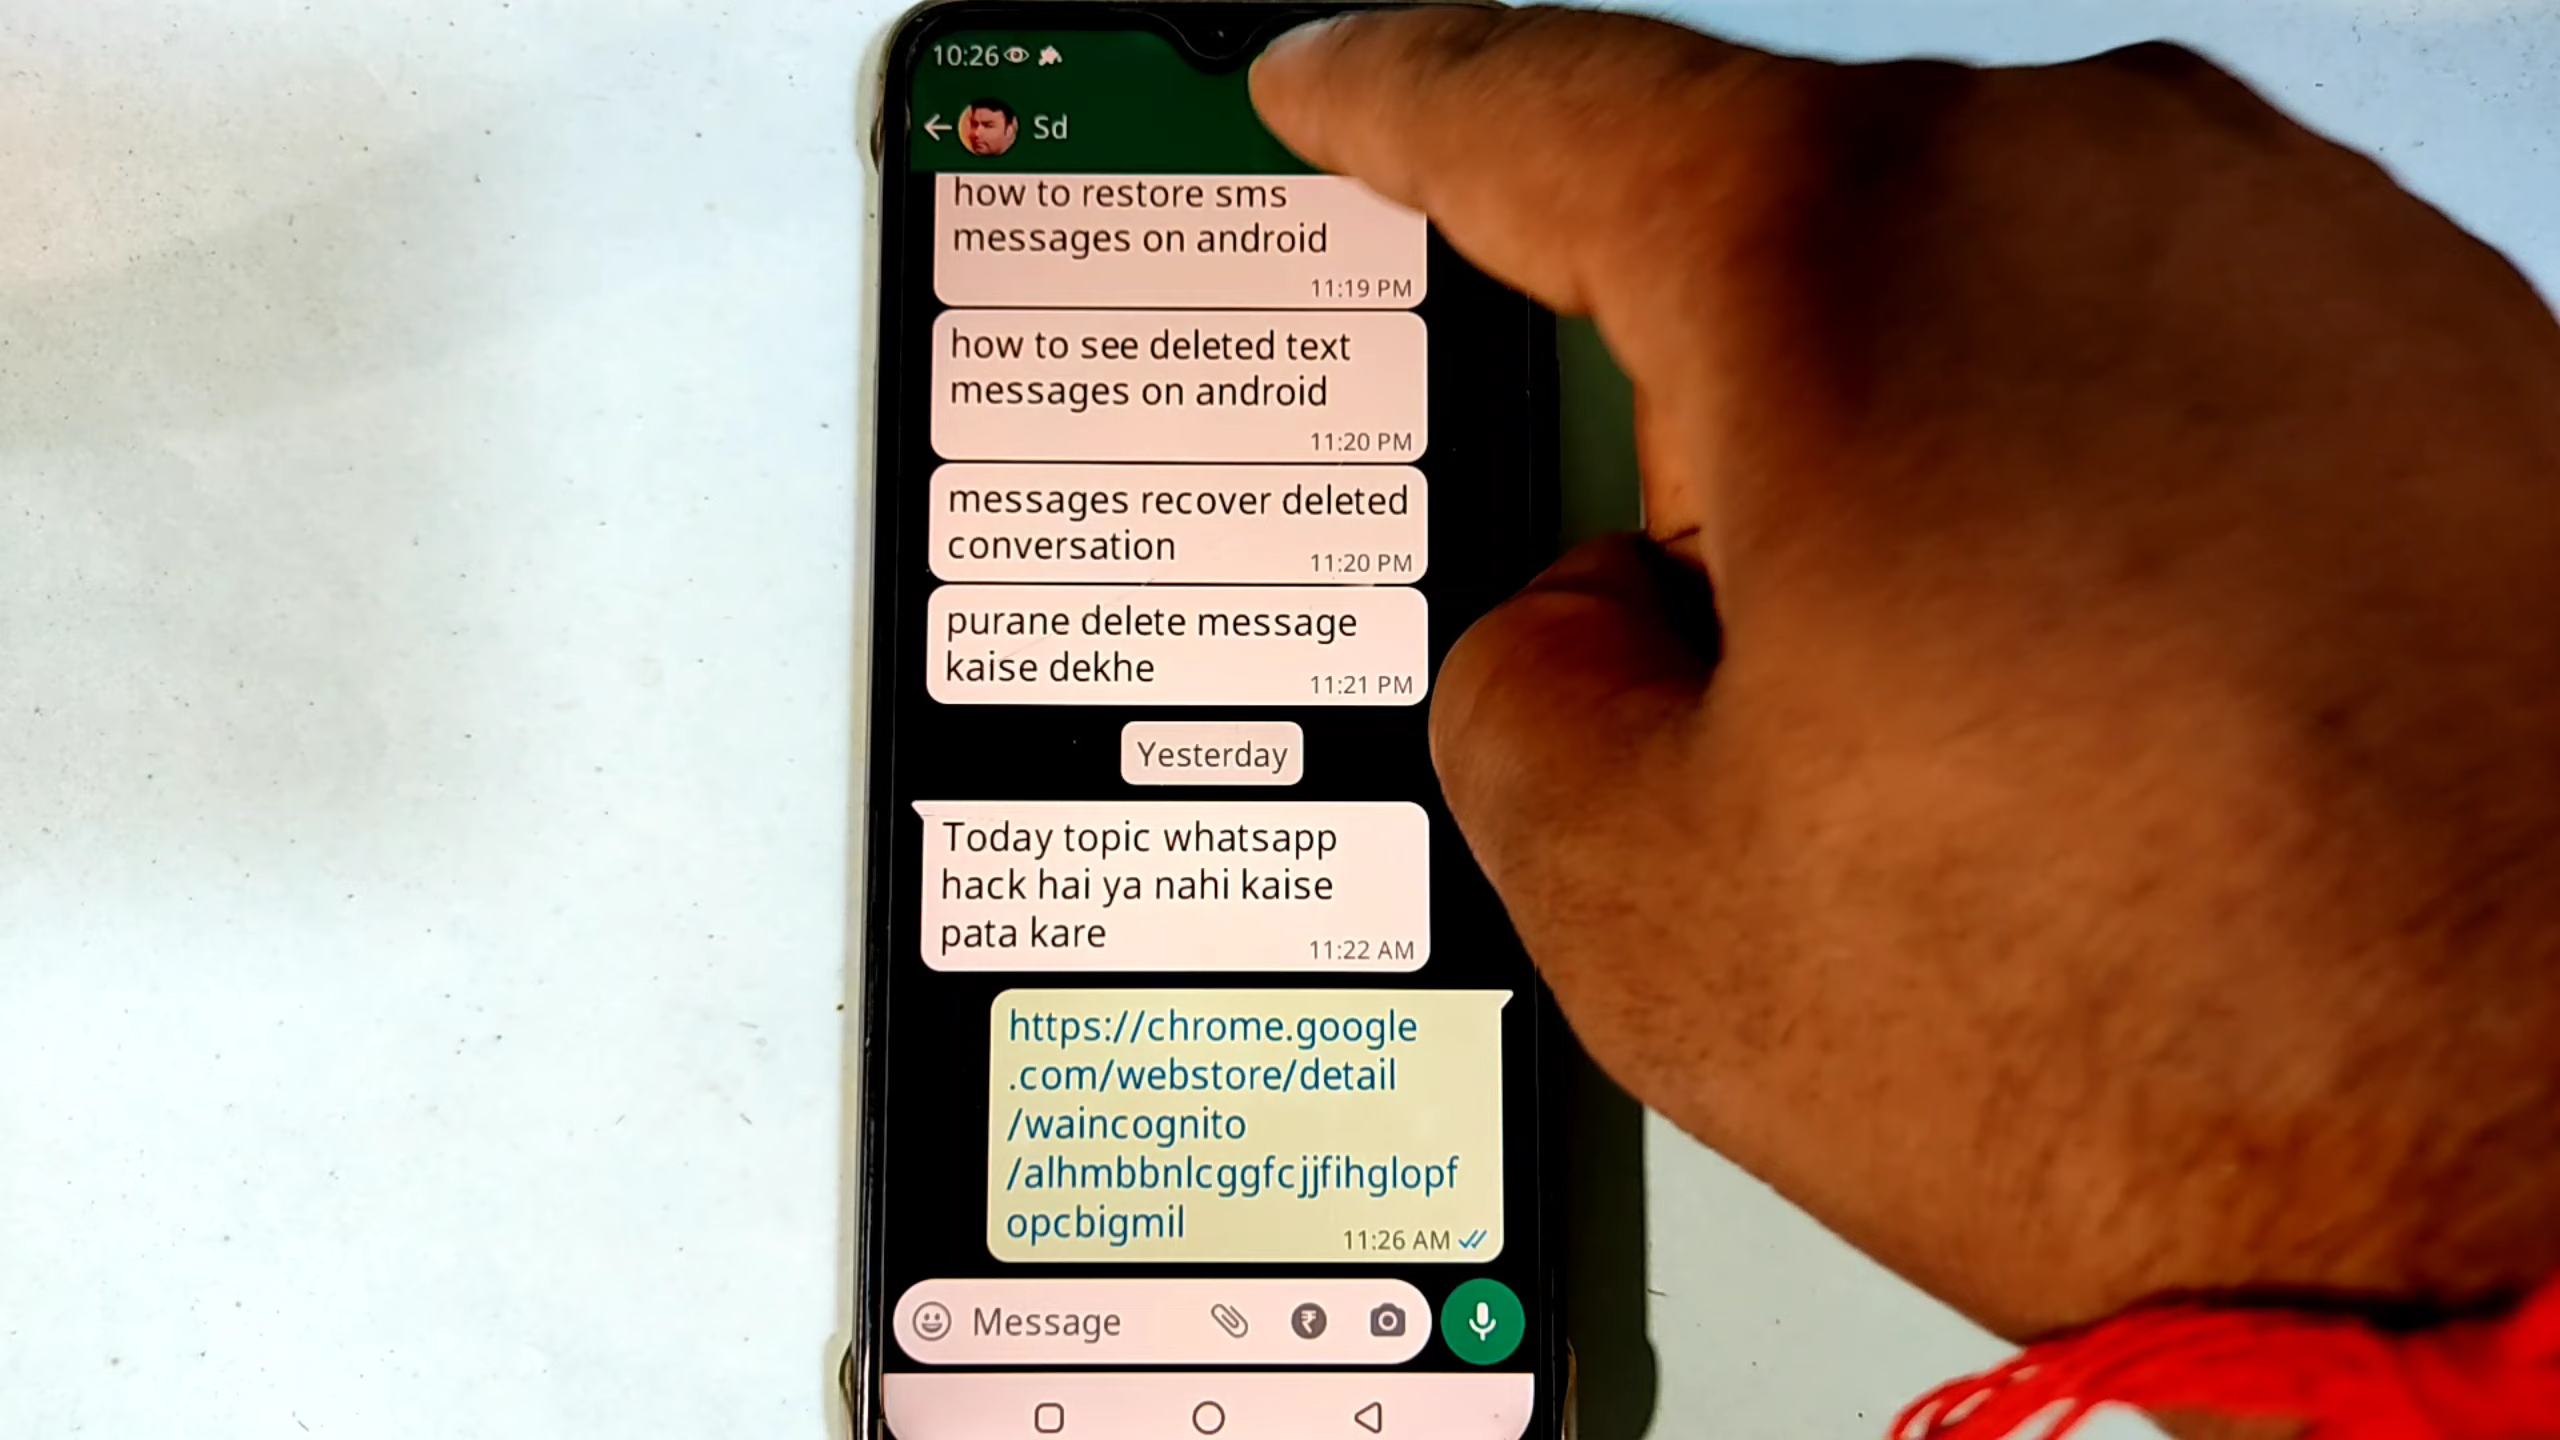 10:26
Sd
how to restore sms
messages on android
11:19 PM
how to see deleted text
messages on android
11:20 PM
messages recover deleted
conversation
11:20 PM
purane delete message
kaise dekhe
11:21 PM
Yesterday
Today topic whatsapp
hack hai ya nahi kaise
pata kare
11:22 AM
https://chrome.google
.com/webstore/detail
/waincognito
/alhmbbnlcggfcjjfihglopf
opcbigmil
11:26 AM
Message